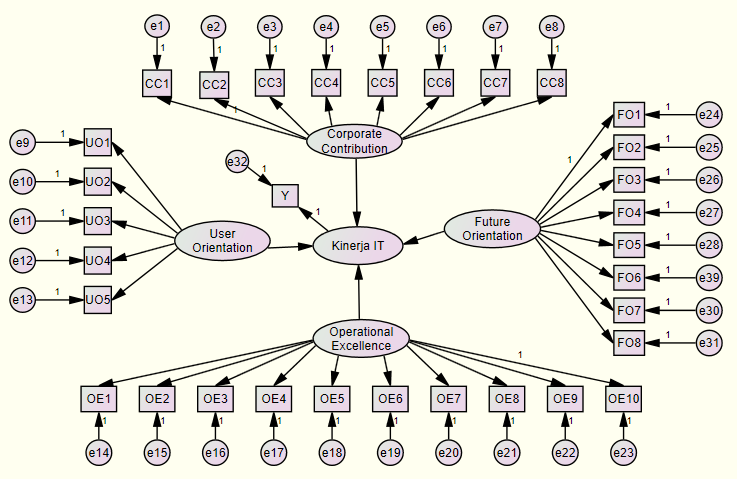 e1 e2 e3 e4 e5 e6 e7 e8
1 1 1 1 1 1 1 1
CC1 CC2 CC3 CC4 CC5 CC6 CC7 CC8
1
Corporate
Contribution
e9 1 UO1
e10 1 UO2
e11 1 UO3
e12 1 UO4
e13 1 UO5
User
Orientation
e32
1
Y
1
Kinerja IT
Future
Orientation
1
FO1 1 e24
FO2 1 e25
FO3 1 e26
FO4 1 e27
FO5 1 e28
FO6 1 e39
FO7 1 e30
FO8 1 e31
Operational
Excellence
1
OE1 OE2 OE3 OE4 OE5 OE6 OE7 OE8 OE9 OE10
1 1 1 1 1 1 1 1 1 1
e14 e15 e16 e17 e18 e19 e20 e21 e22 e23